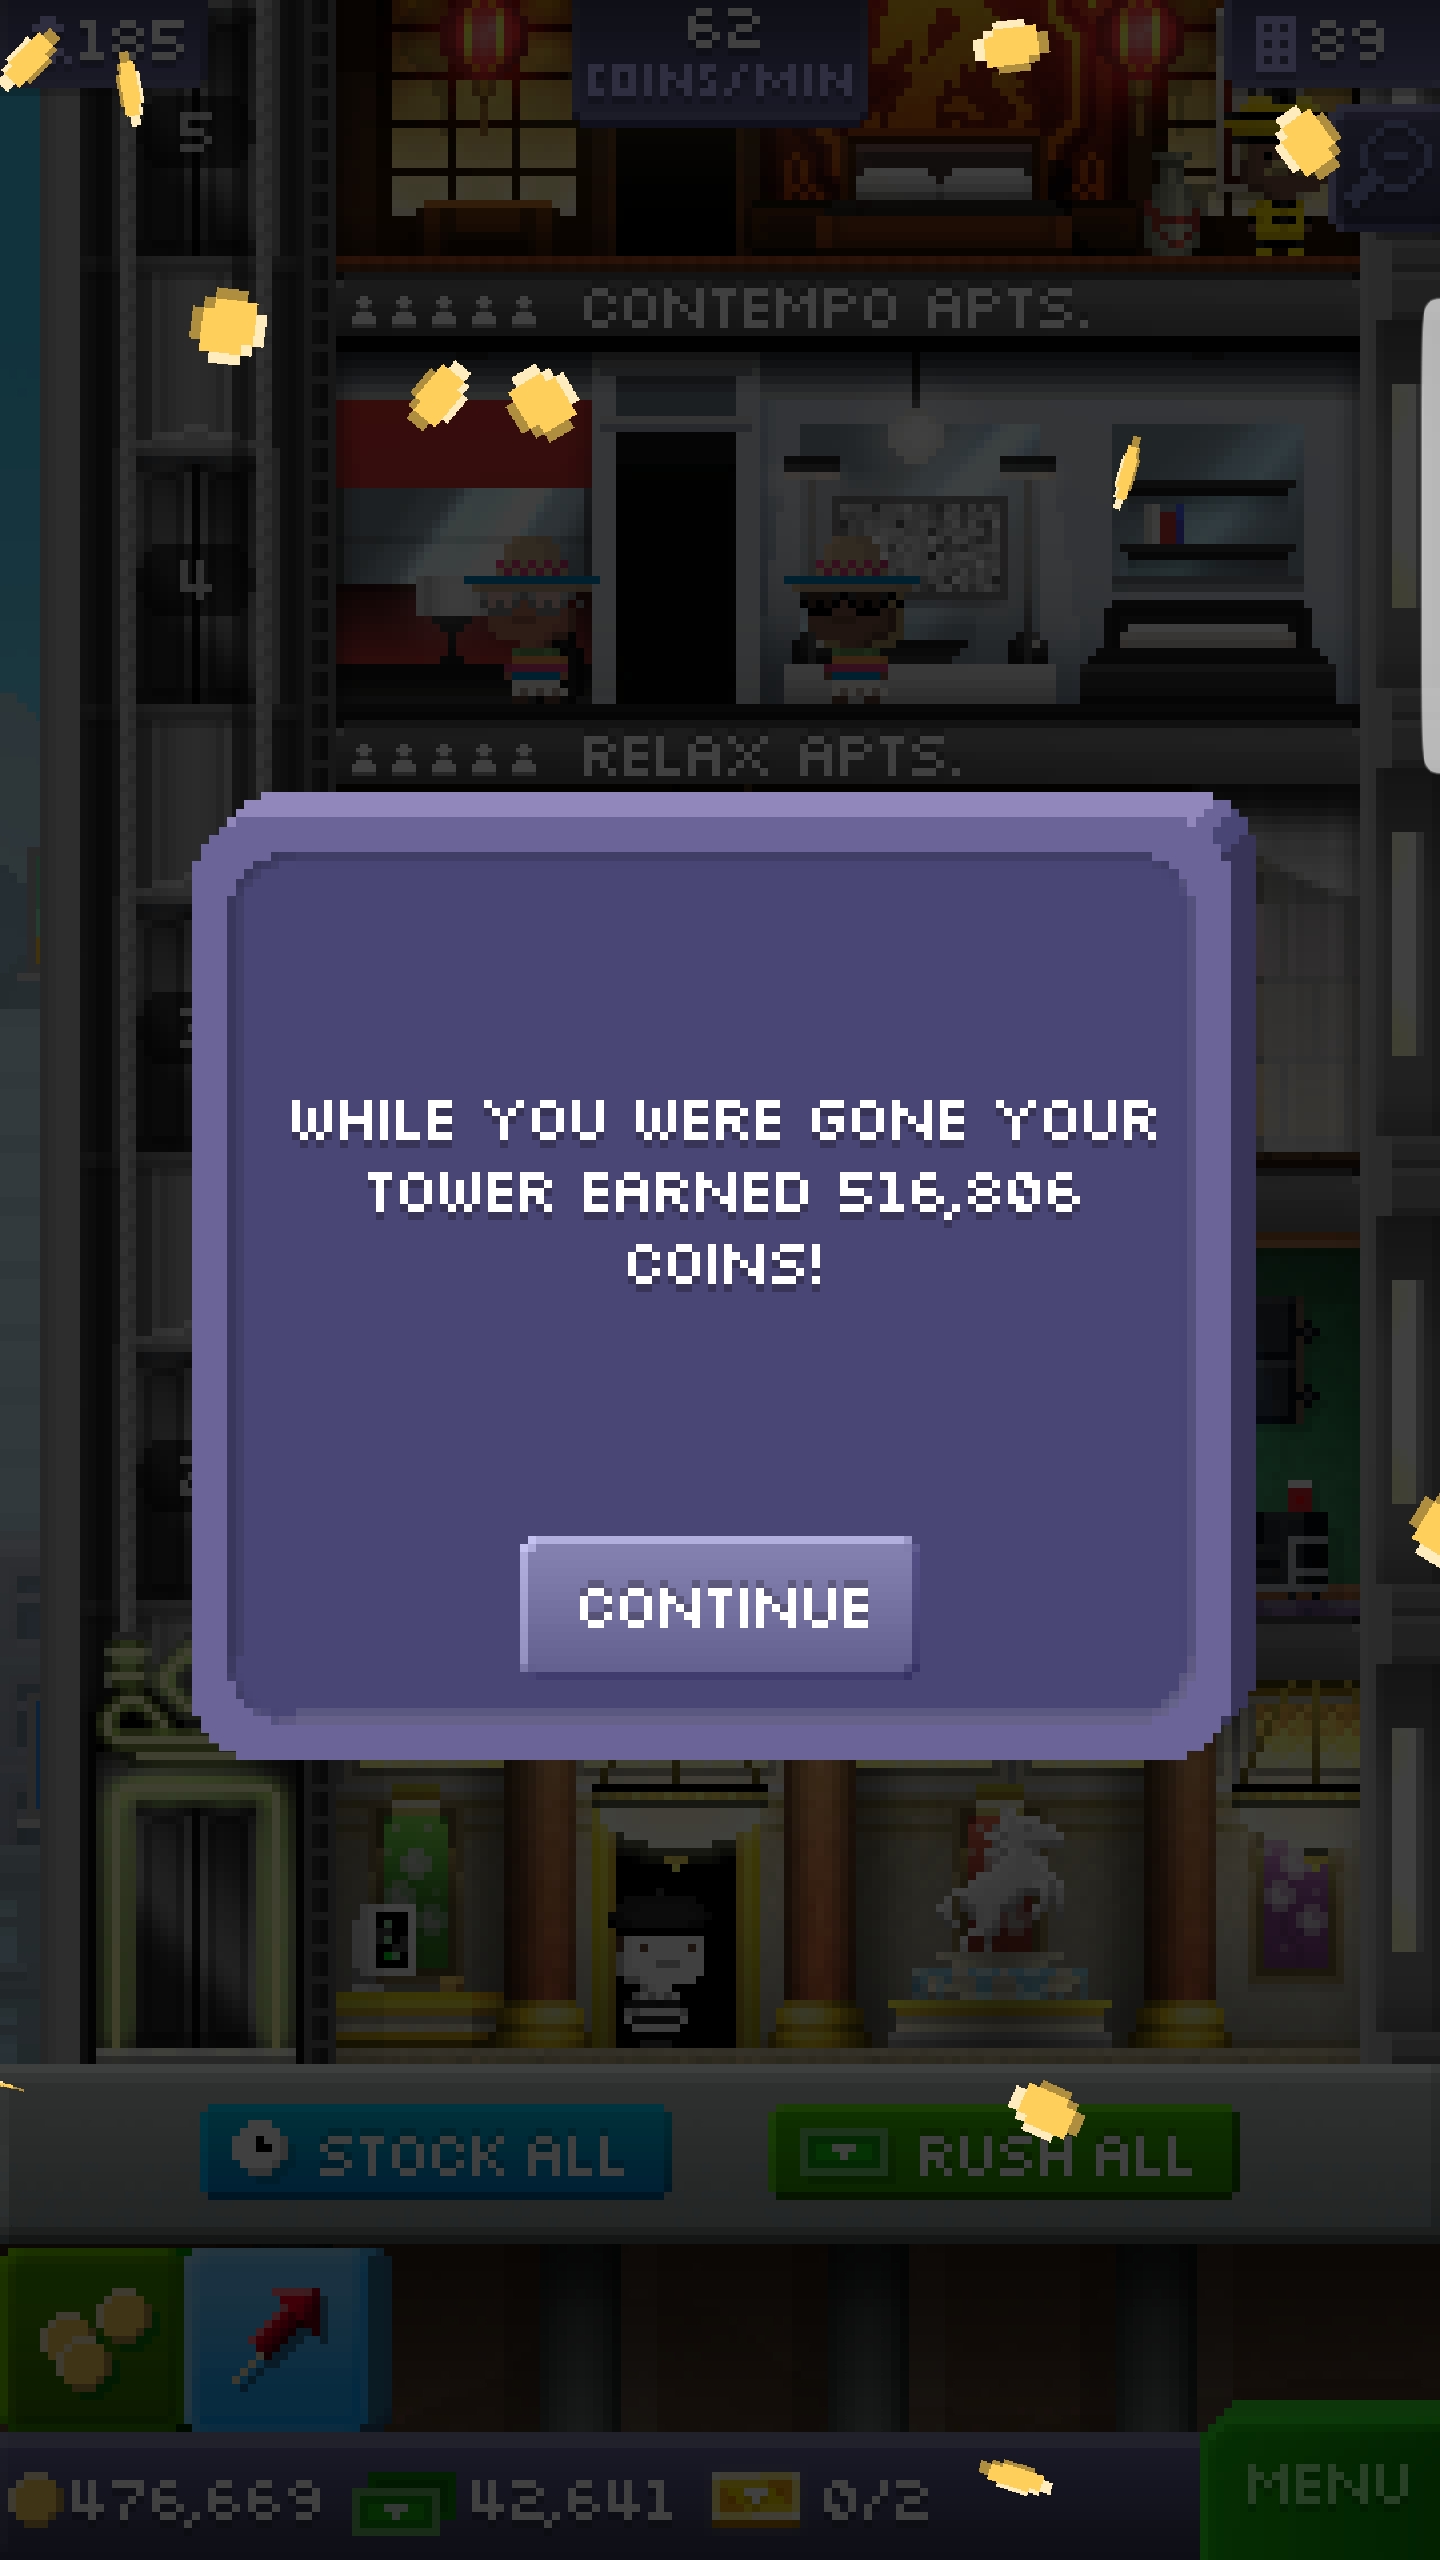 185
62
COINS/MIN
89
5
CONTEMPO APTS.
4
RELAX APTS.
WHILE YOU WERE GONE YOUR
TOWER EARNED 516,806
COINS!
CONTINUE
STOCK ALL
RUSH ALL
476,669
42,641
0/2
MENU